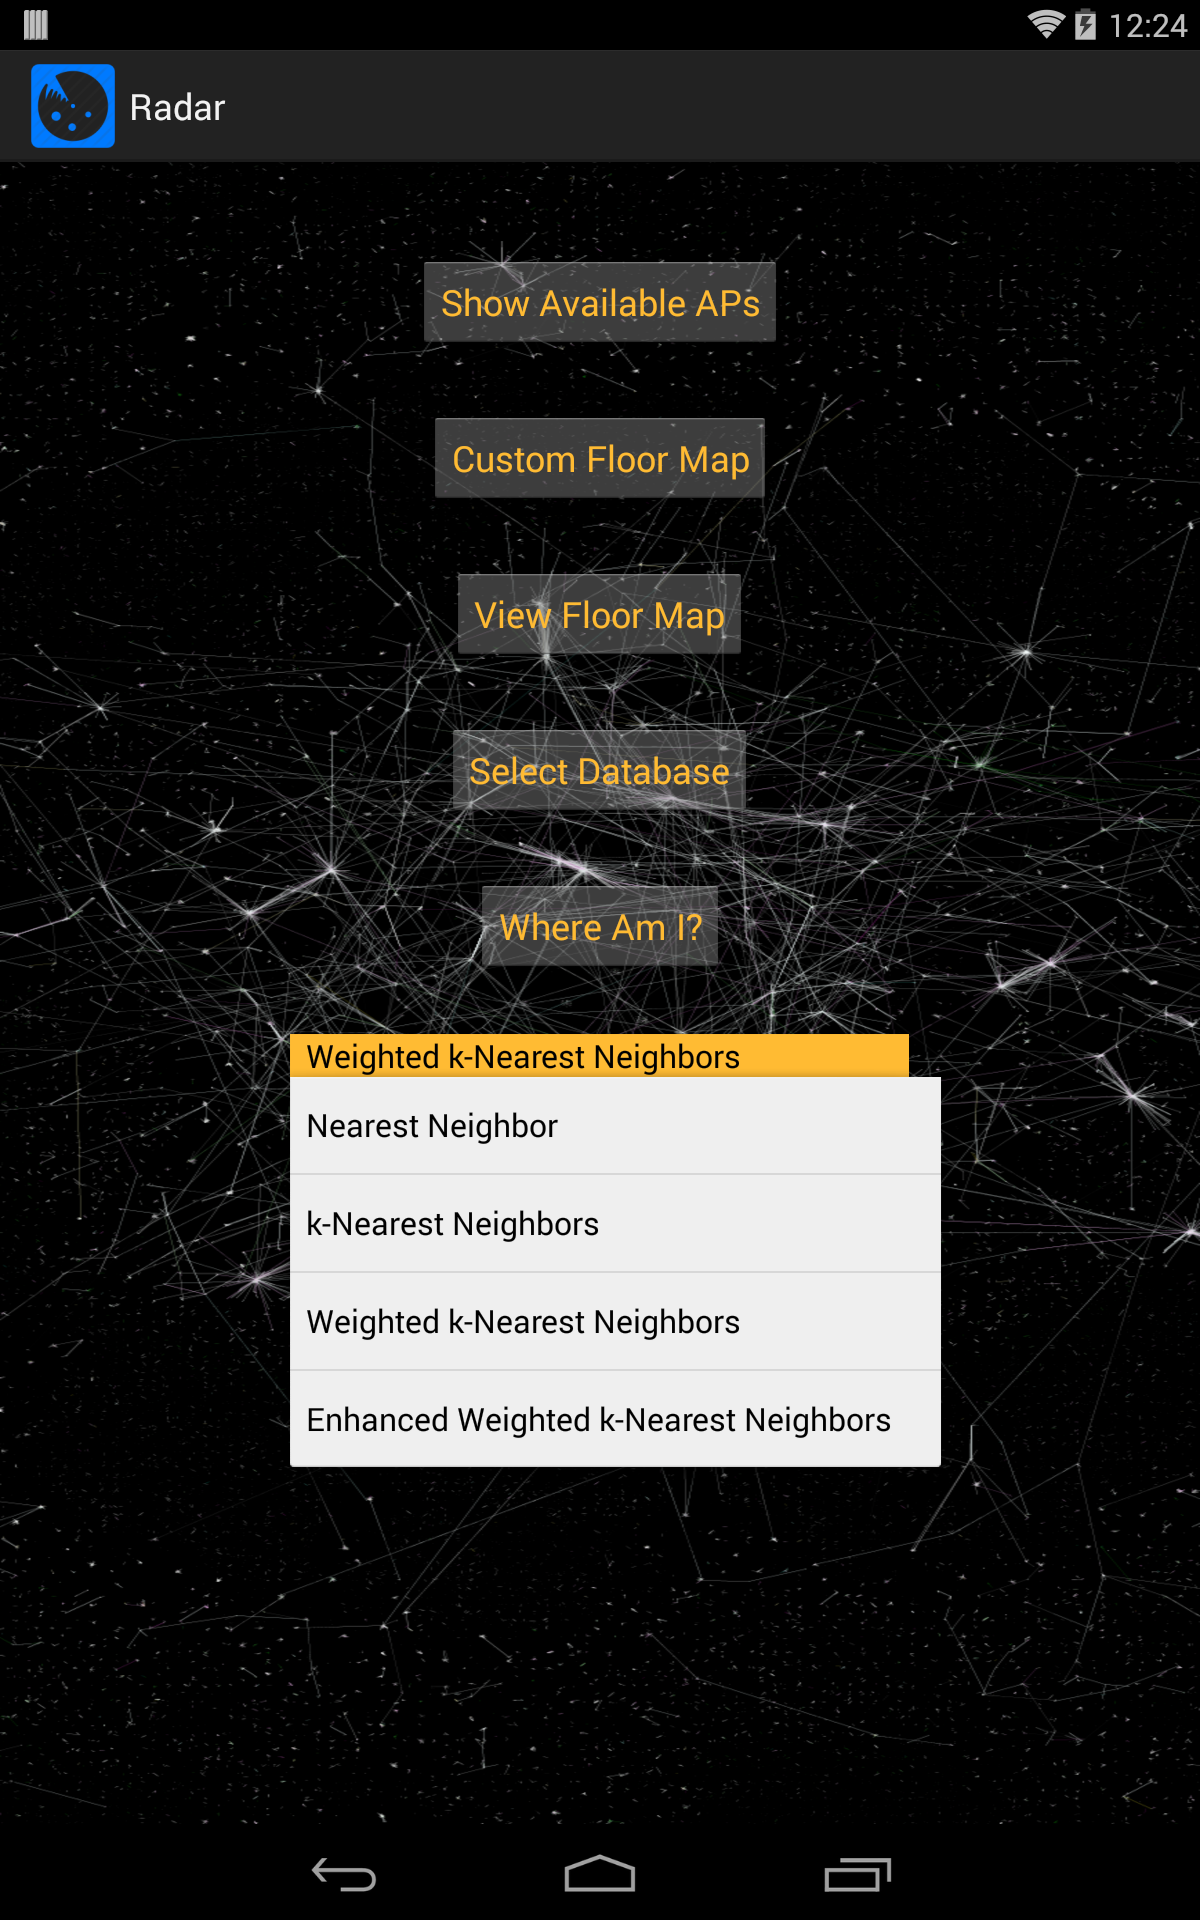 12:24
Radar
Show Available APs
Custom Floor Map
View Floor Map
Select Database
Where Am I?
Weighted k-Nearest Neighbors
Nearest Neighbor
k-Nearest Neighbors
Weighted k-Nearest Neighbors
Enhanced Weighted k-Nearest Neighbors